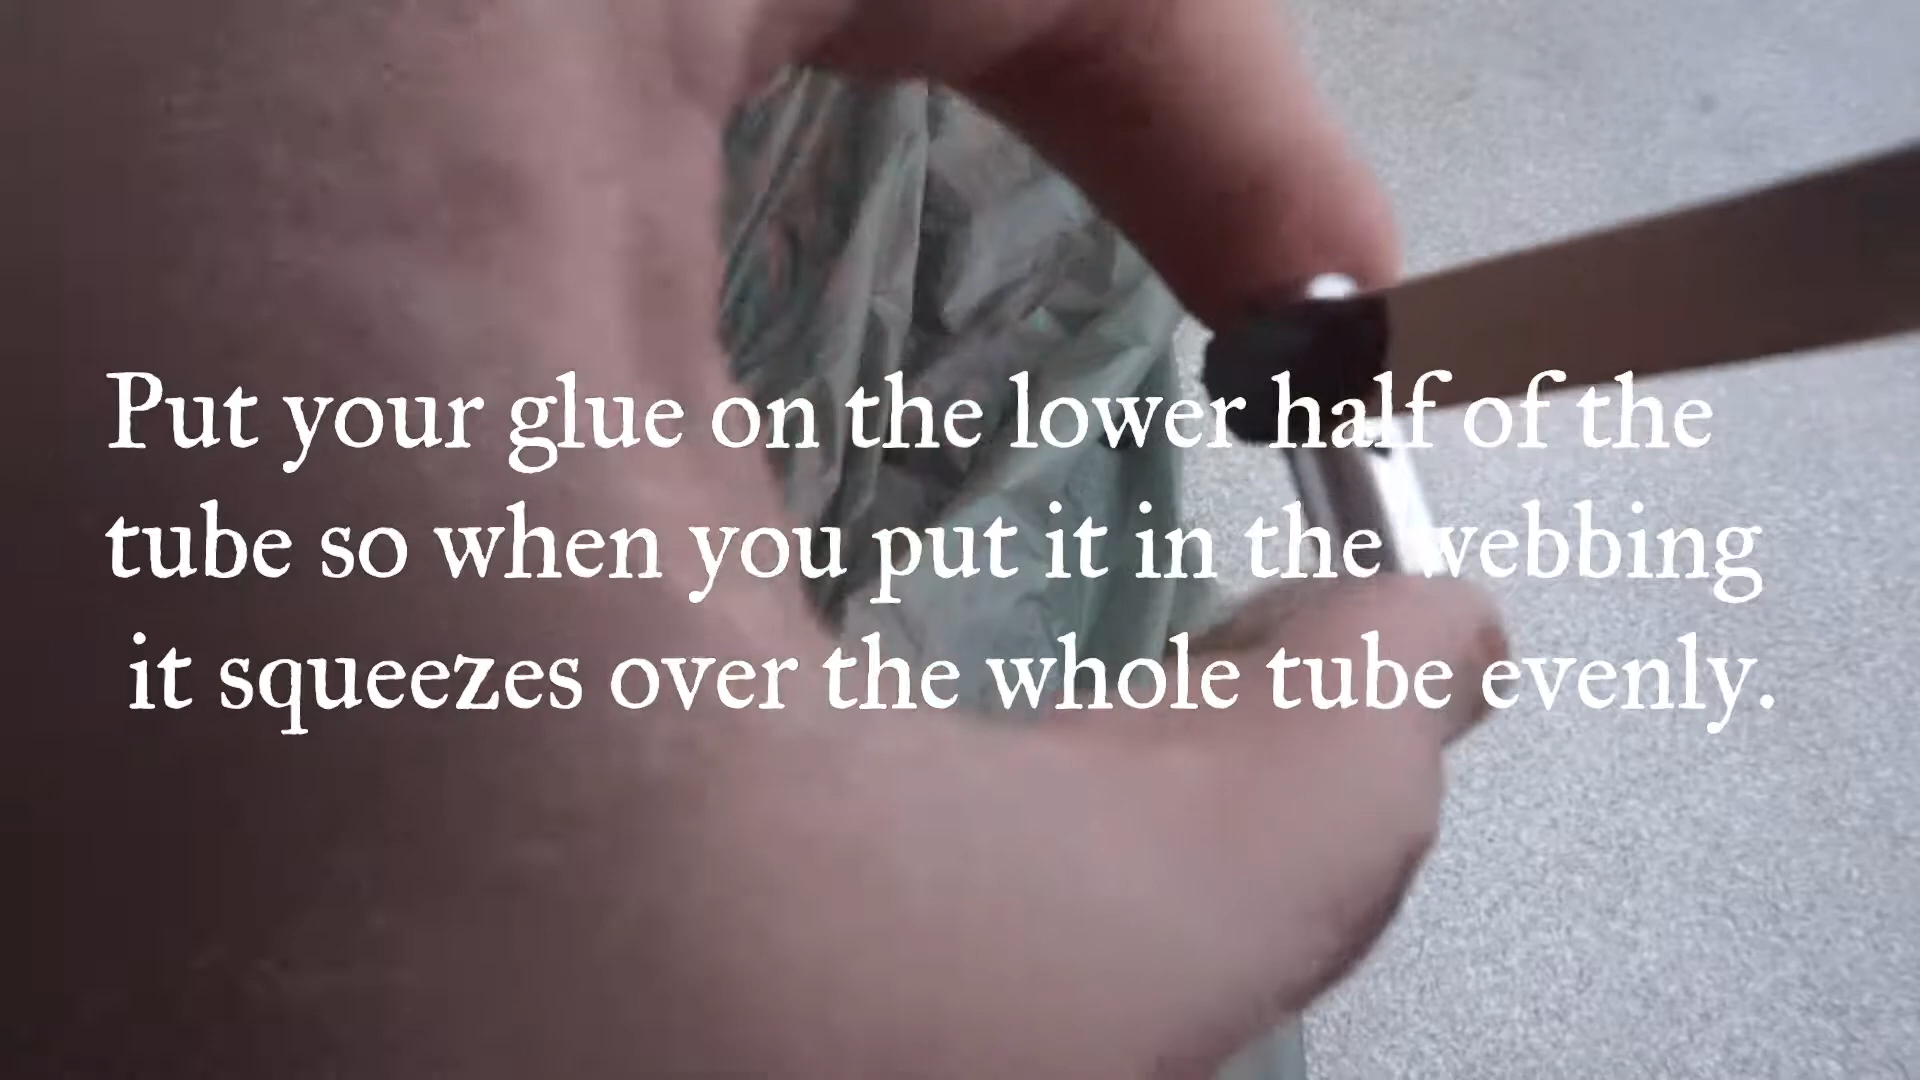 Put your glue on the lower half of the
tube so when you put it in the webbing
it squeezes over the whole tube evenly.